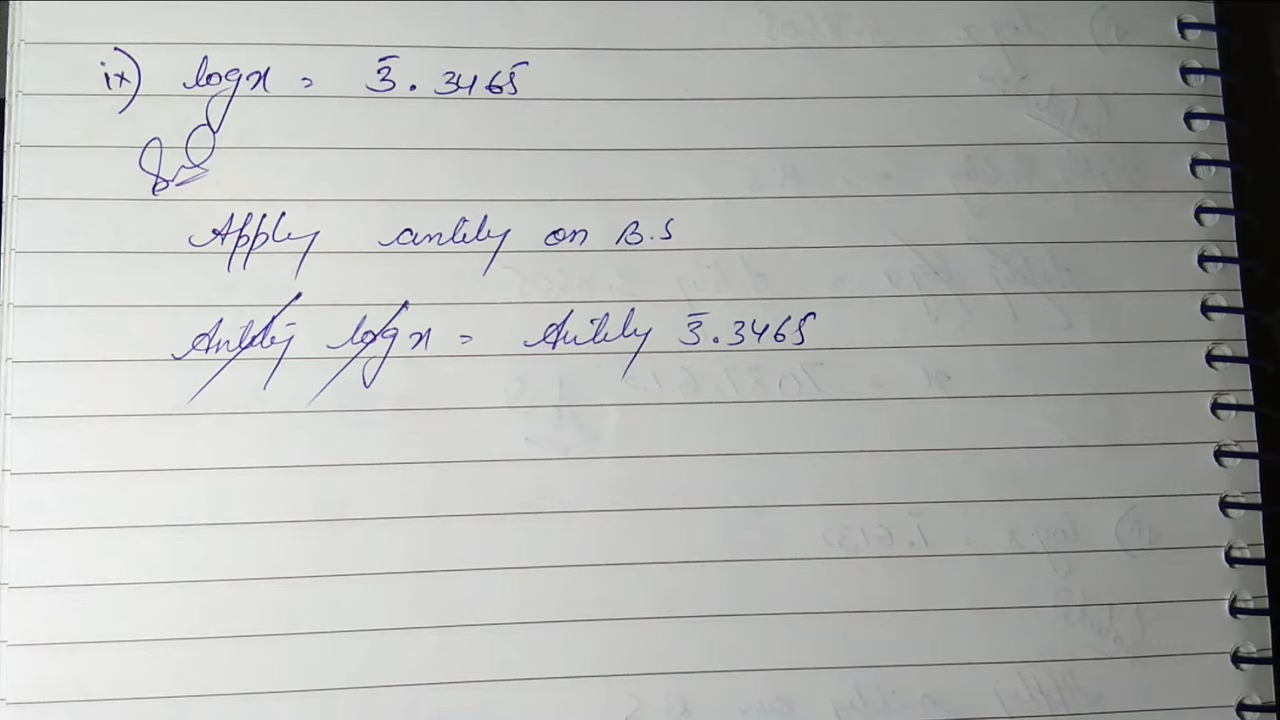 ix) log x = 3̅.3465
Sol
Apply antilog on B.S
Antilog log x = Antilog 3̅.3465